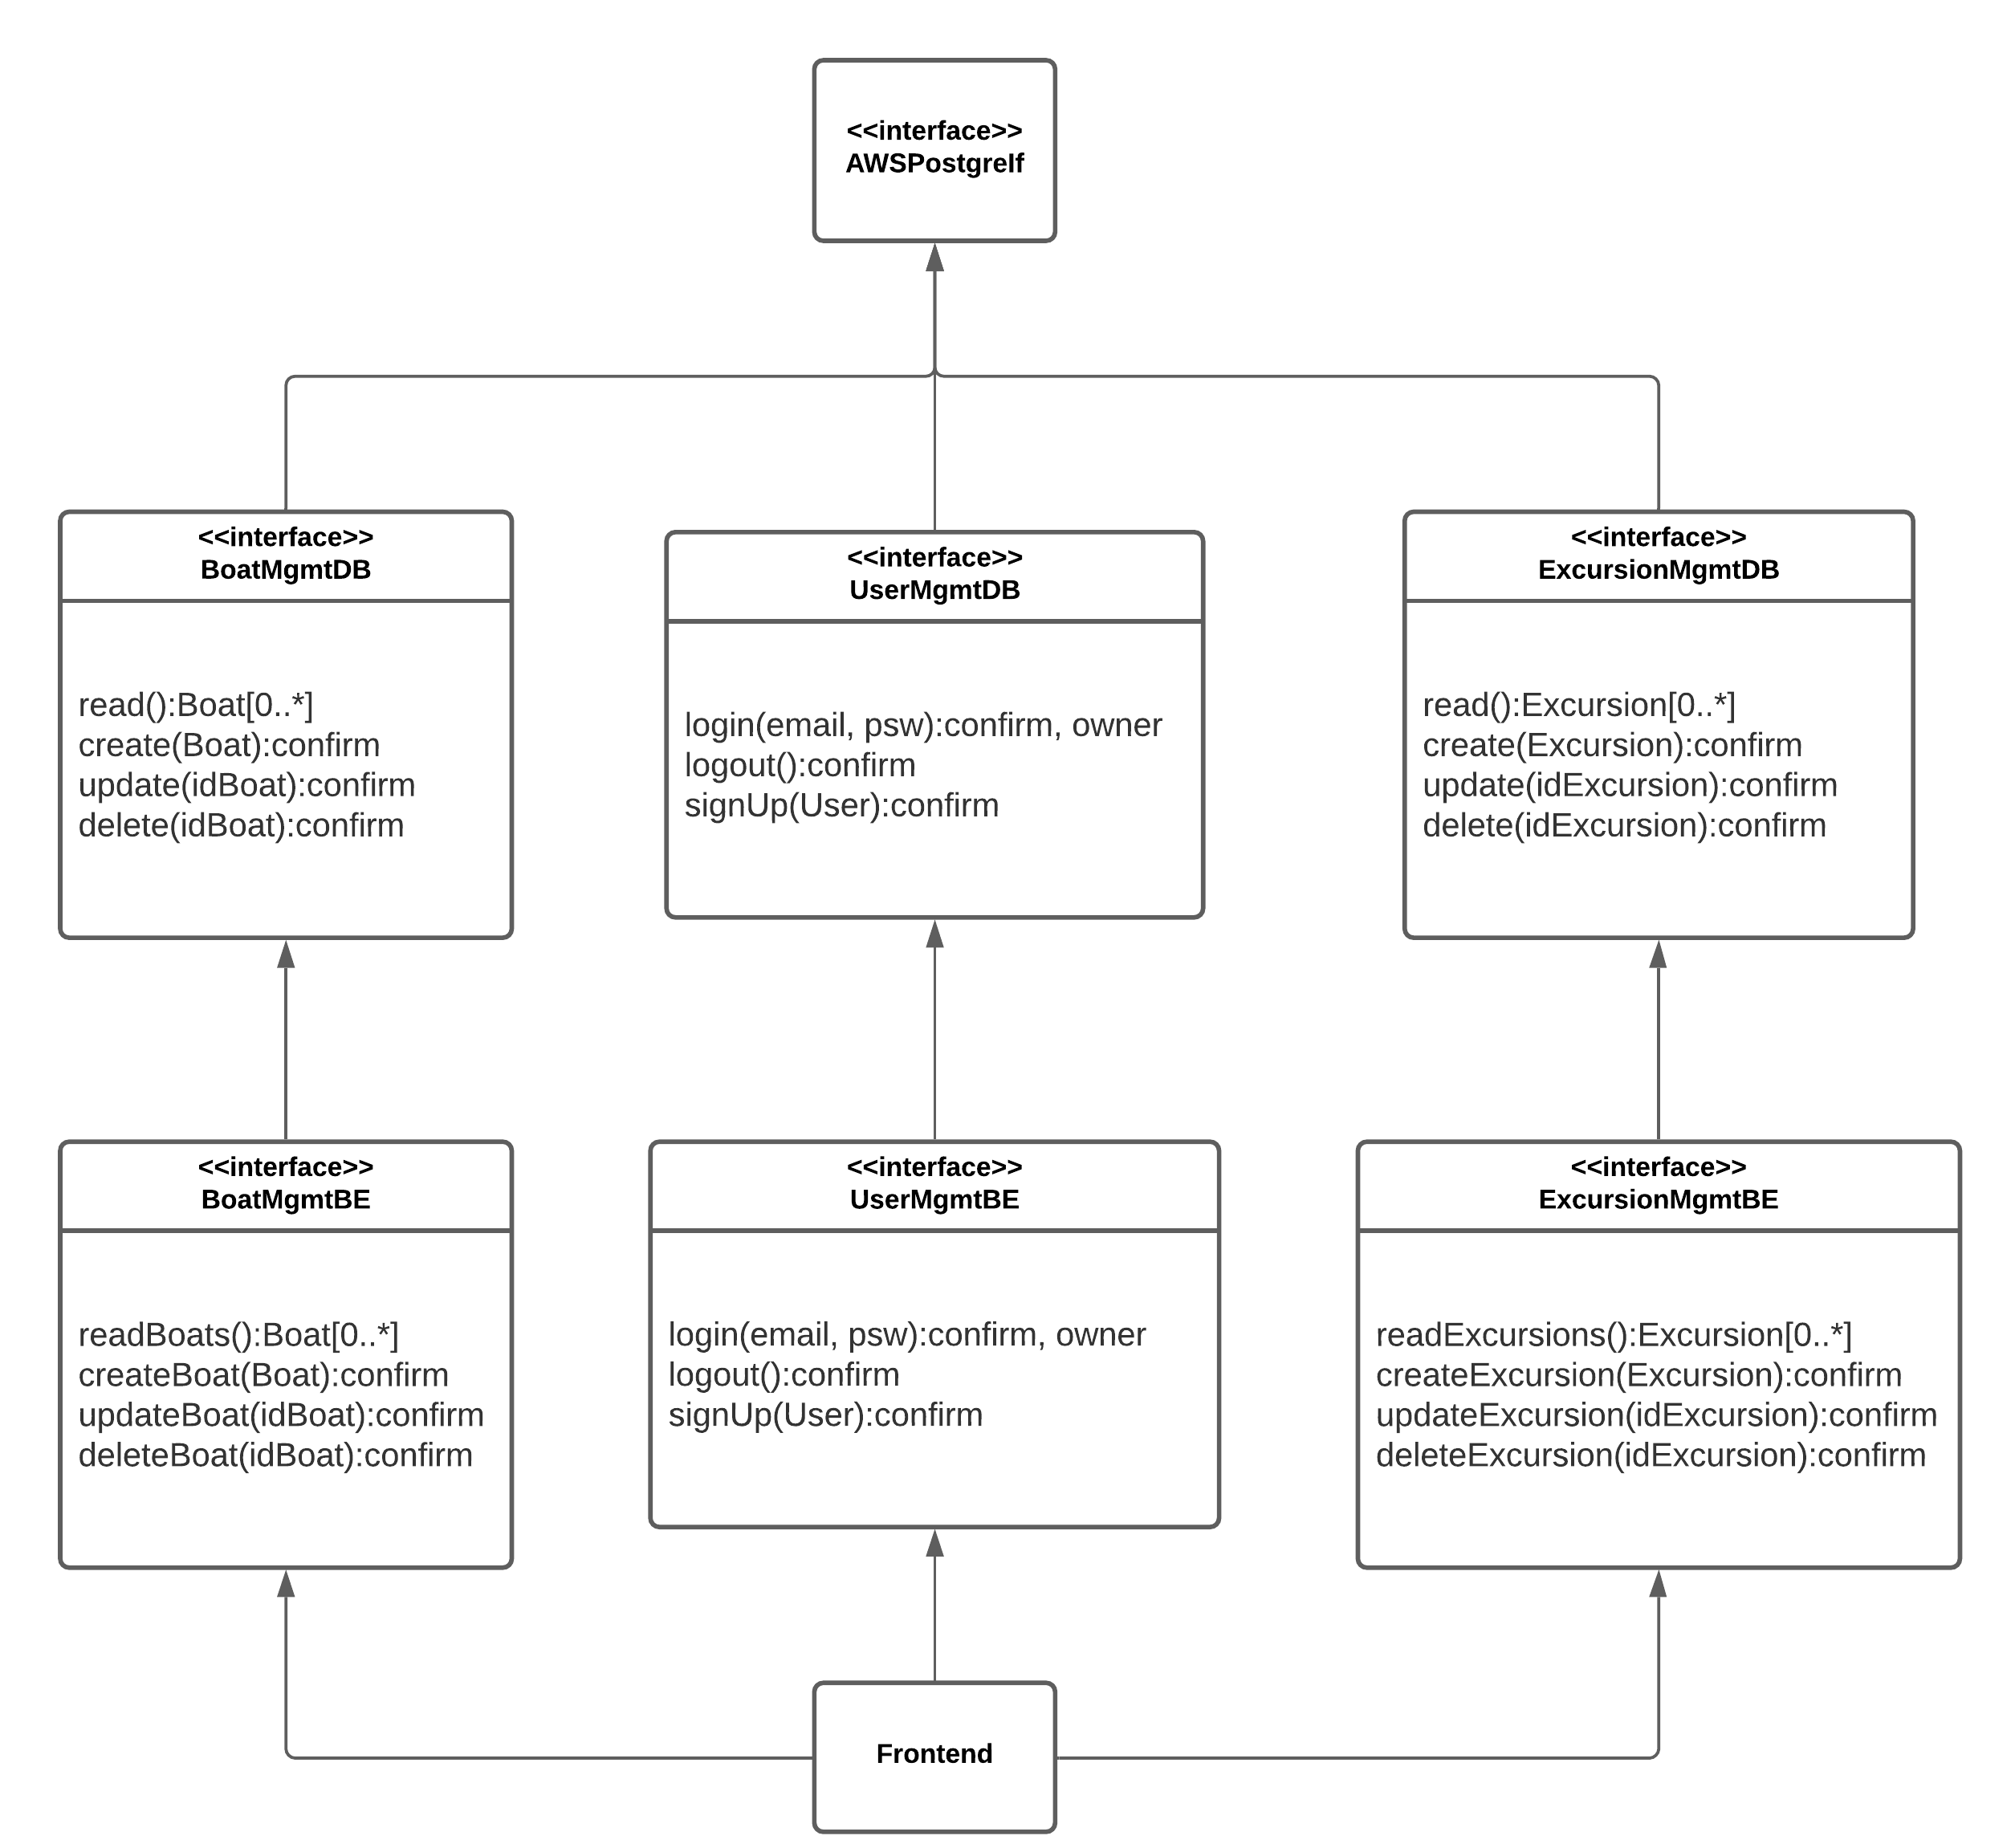 <<interface>>
AWSPostgreIf
<<interface>>
BoatMgmtDB
read():Boat[0..*]
create(Boat):confirm
update(idBoat):confirm
delete(idBoat):confirm
<<interface>>
UserMgmtDB
login(email, psw):confirm, owner
logout():confirm
signUp(User):confirm
<<interface>>
ExcursionMgmtDB
read():Excursion[0..*]
create(Excursion):confirm
update(idExcursion):confirm
delete(idExcursion):confirm
<<interface>>
BoatMgmtBE
readBoats():Boat[0..*]
createBoat(Boat):confirm
updateBoat(idBoat):confirm
deleteBoat(idBoat):confirm
<<interface>>
UserMgmtBE
login(email, psw):confirm, owner
logout():confirm
signUp(User):confirm
<<interface>>
ExcursionMgmtBE
readExcursions():Excursion[0..*]
createExcursion(Excursion):confirm
updateExcursion(idExcursion):confirm
deleteExcursion(idExcursion):confirm
Frontend